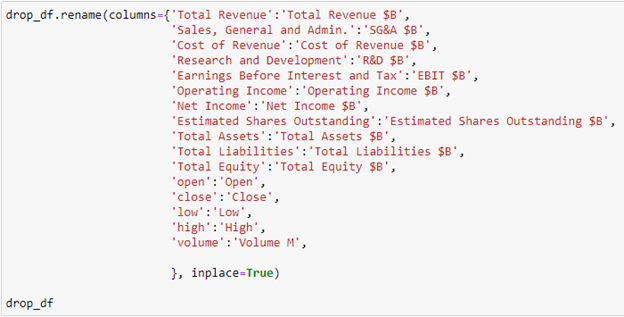 drop_df.rename(columns={'Total Revenue':'Total Revenue $B',
'Sales, General and Admin.':'SG&A $B',
'Cost of Revenue':'Cost of Revenue $B',
'Research and Development':'R&D $B',
'Earnings Before Interest and Tax':'EBIT $B',
'Operating Income':'Operating Income $B',
'Net Income':'Net Income $B',
'Estimated Shares Outstanding':'Estimated Shares Outstanding $B',
'Total Assets':'Total Assets $B',
'Total Liabilities':'Total Liabilities $B',
'Total Equity':'Total Equity $B',
'open':'Open',
'close':'Close',
'low':'Low',
'high':'High',
'volume':'Volume M',
}, inplace=True)
drop_df